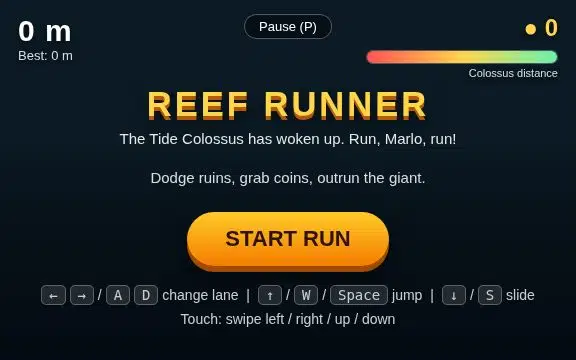 0 m
Best: 0 m
Pause (P)
0
Colossus distance
REEF RUNNER
The Tide Colossus has woken up. Run, Marlo, run!
Dodge ruins, grab coins, outrun the giant.
START RUN
← → / A D change lane | ↑ / W / Space jump | ↓ / S slide
Touch: swipe left / right / up / down